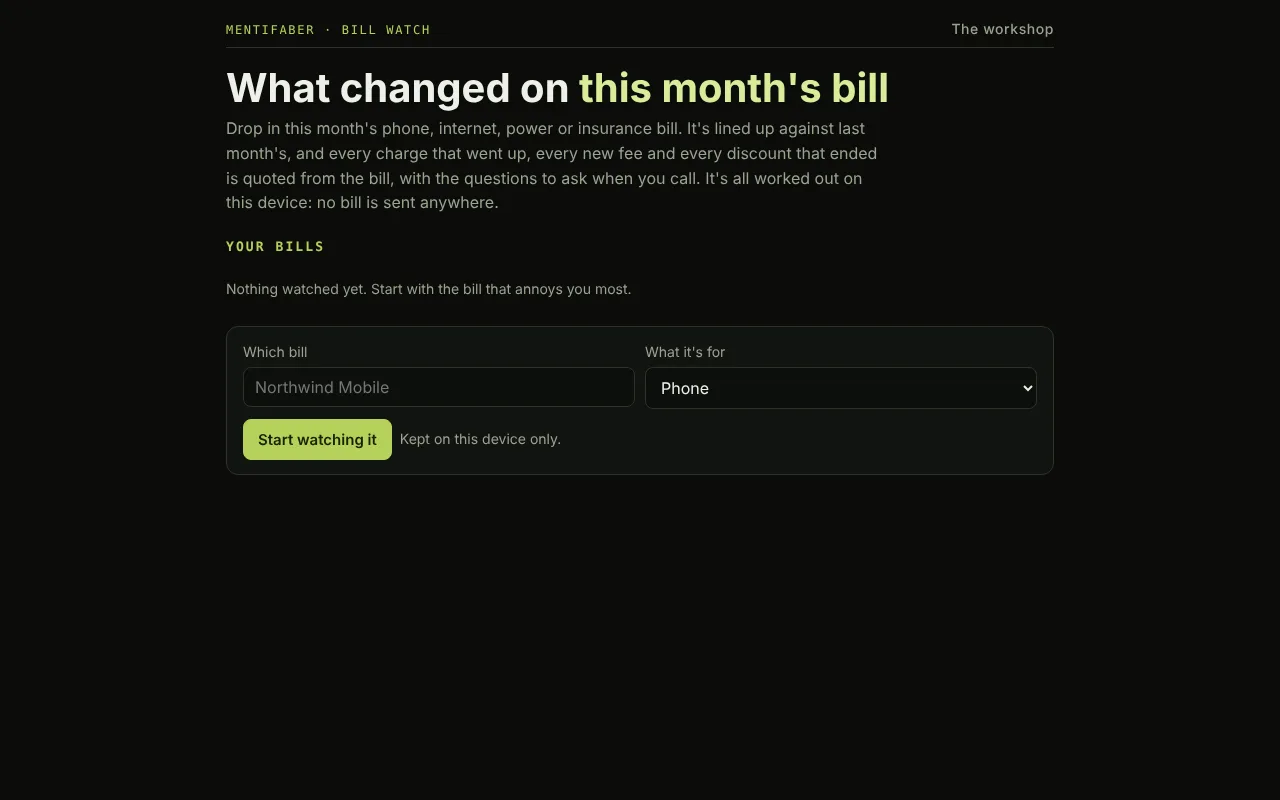 MENTIFABER · BILL WATCH
The workshop
What changed on this month's bill
Drop in this month's phone, internet, power or insurance bill. It's lined up against last
month's, and every charge that went up, every new fee and every discount that ended
is quoted from the bill, with the questions to ask when you call. It's all worked out on
this device: no bill is sent anywhere.
YOUR BILLS
Nothing watched yet. Start with the bill that annoys you most.
Which bill
What it's for
Northwind Mobile
Phone
Start watching it
Kept on this device only.